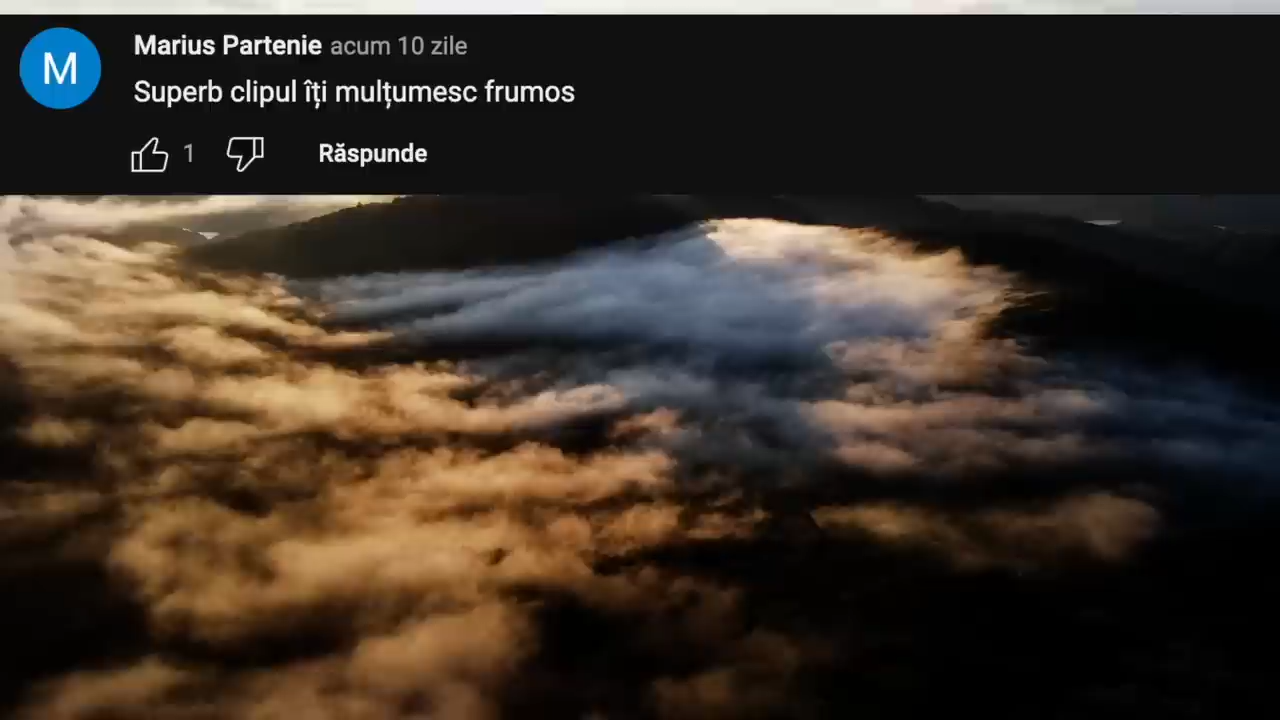 M
Marius Partenie acum 10 zile
Superb clipul îți mulțumesc frumos
1 Răspunde